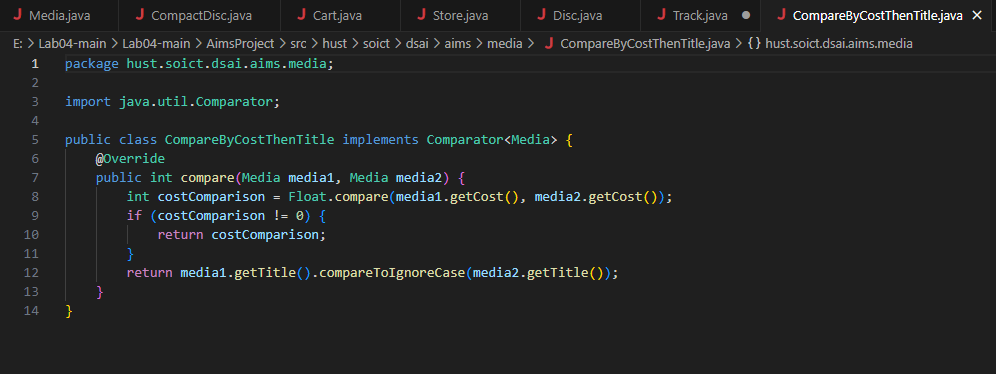 J Media.java J CompactDisc.java J Cart.java J Store.java J Disc.java J Track.java ● J CompareByCostThenTitle.java ×
E: > Lab04-main > Lab04-main > AimsProject > src > hust > soict > dsai > aims > media > J CompareByCostThenTitle.java > {} hust.soict.dsai.aims.media
1 package hust.soict.dsai.aims.media;
2
3 import java.util.Comparator;
4
5 public class CompareByCostThenTitle implements Comparator<Media> {
6     @Override
7     public int compare(Media media1, Media media2) {
8         int costComparison = Float.compare(media1.getCost(), media2.getCost());
9         if (costComparison != 0) {
10             return costComparison;
11         }
12         return media1.getTitle().compareToIgnoreCase(media2.getTitle());
13     }
14 }